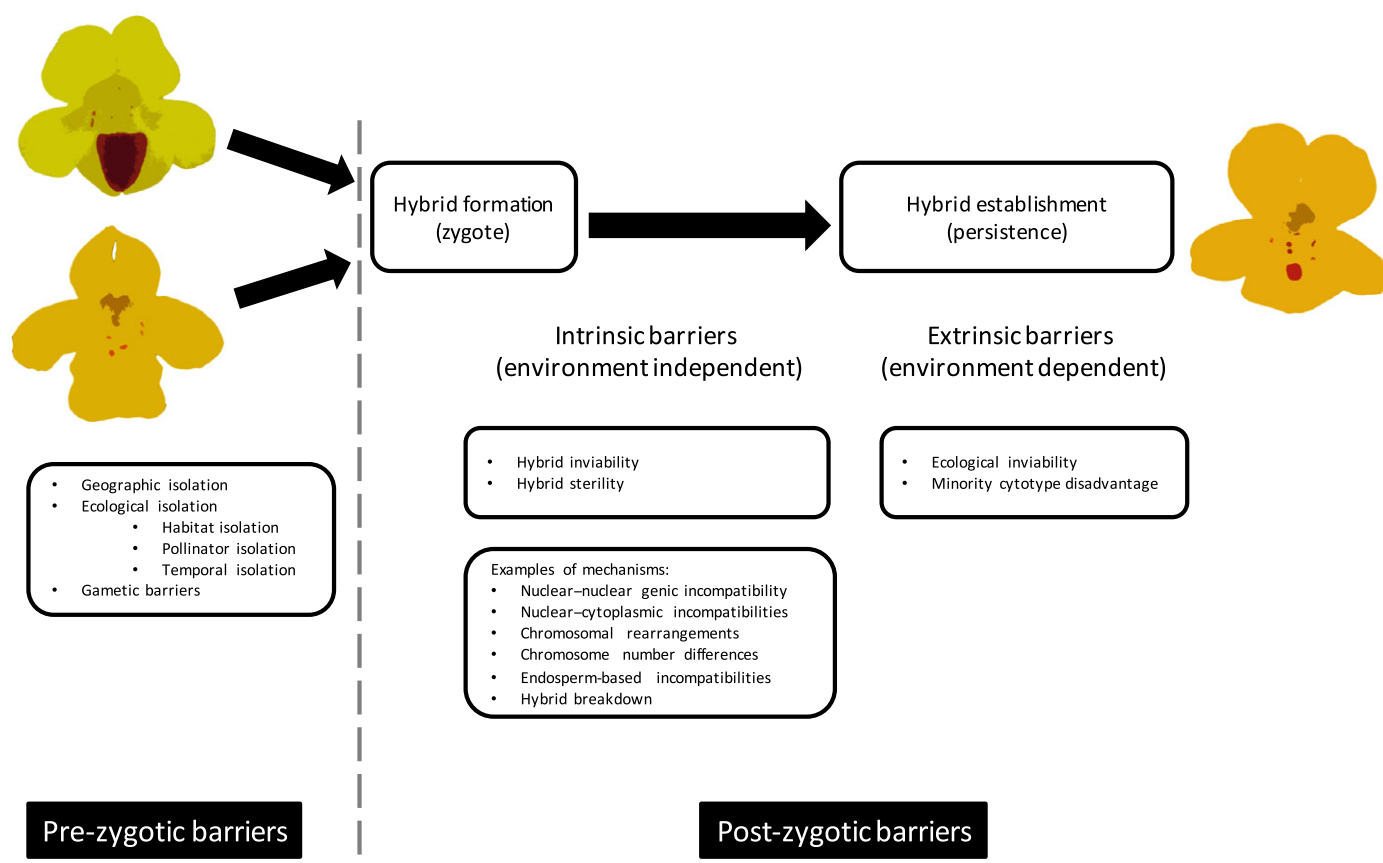 Hybrid formation
(zygote)
Hybrid establishment
(persistence)
Intrinsic barriers
(environment independent)
Extrinsic barriers
(environment dependent)
• Geographic isolation
• Ecological isolation
• Habitat isolation
• Pollinator isolation
• Temporal isolation
• Gametic barriers
• Hybrid inviability
• Hybrid sterility
• Ecological inviability
• Minority cytotype disadvantage
Examples of mechanisms:
• Nuclear–nuclear genic incompatibility
• Nuclear–cytoplasmic incompatibilities
• Chromosomal rearrangements
• Chromosome number differences
• Endosperm-based incompatibilities
• Hybrid breakdown
Pre-zygotic barriers
Post-zygotic barriers